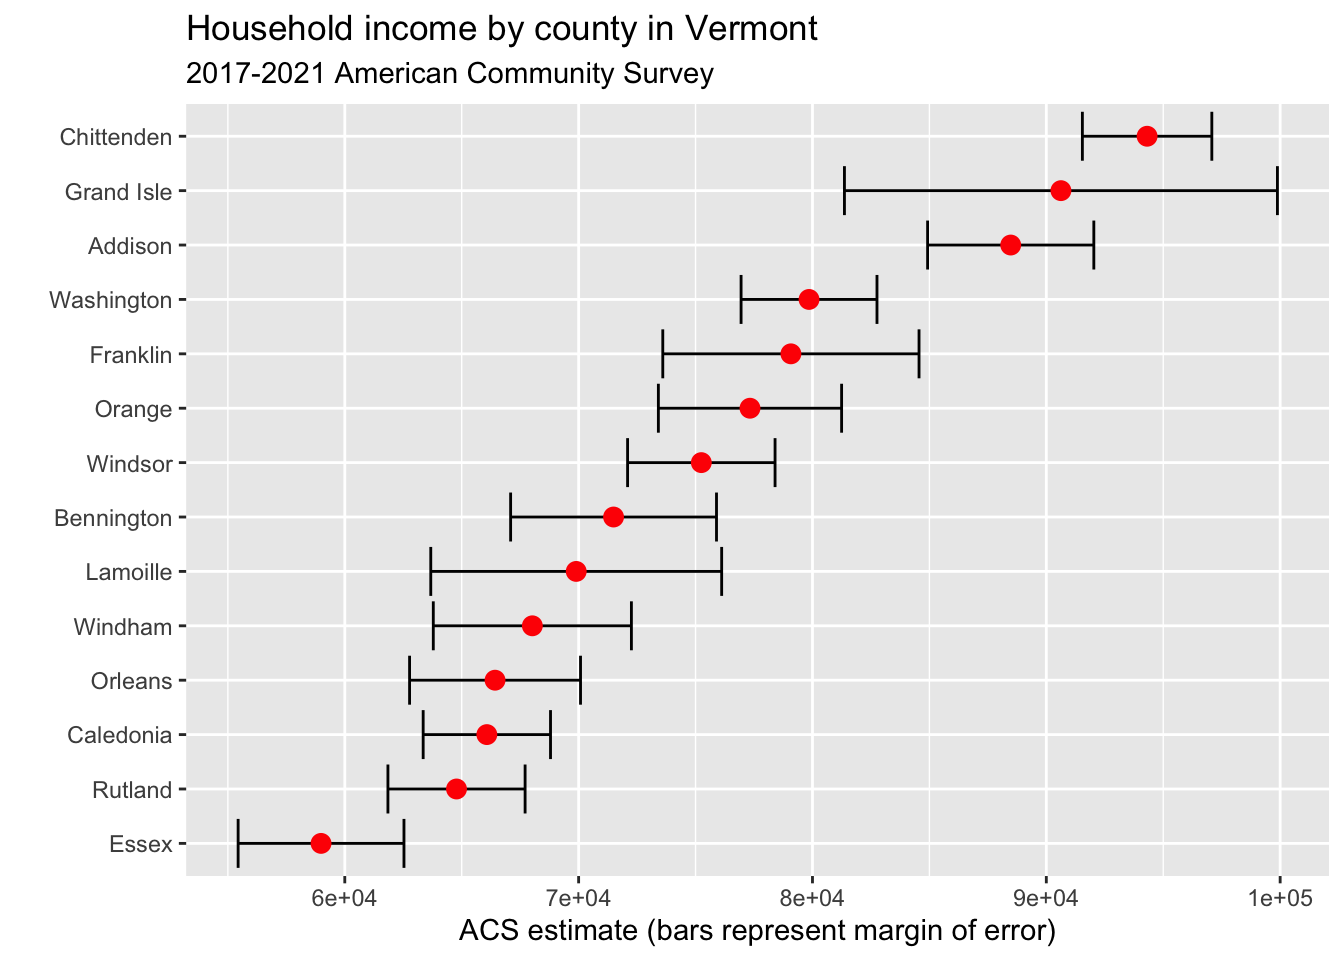 Household income by county in Vermont
2017-2021 American Community Survey
Chittenden
Grand Isle
Addison
Washington
Franklin
Orange
Windsor
Bennington
Lamoille
Windham
Orleans
Caledonia
Rutland
Essex
6e+04 7e+04 8e+04 9e+04 1e+05
ACS estimate (bars represent margin of error)